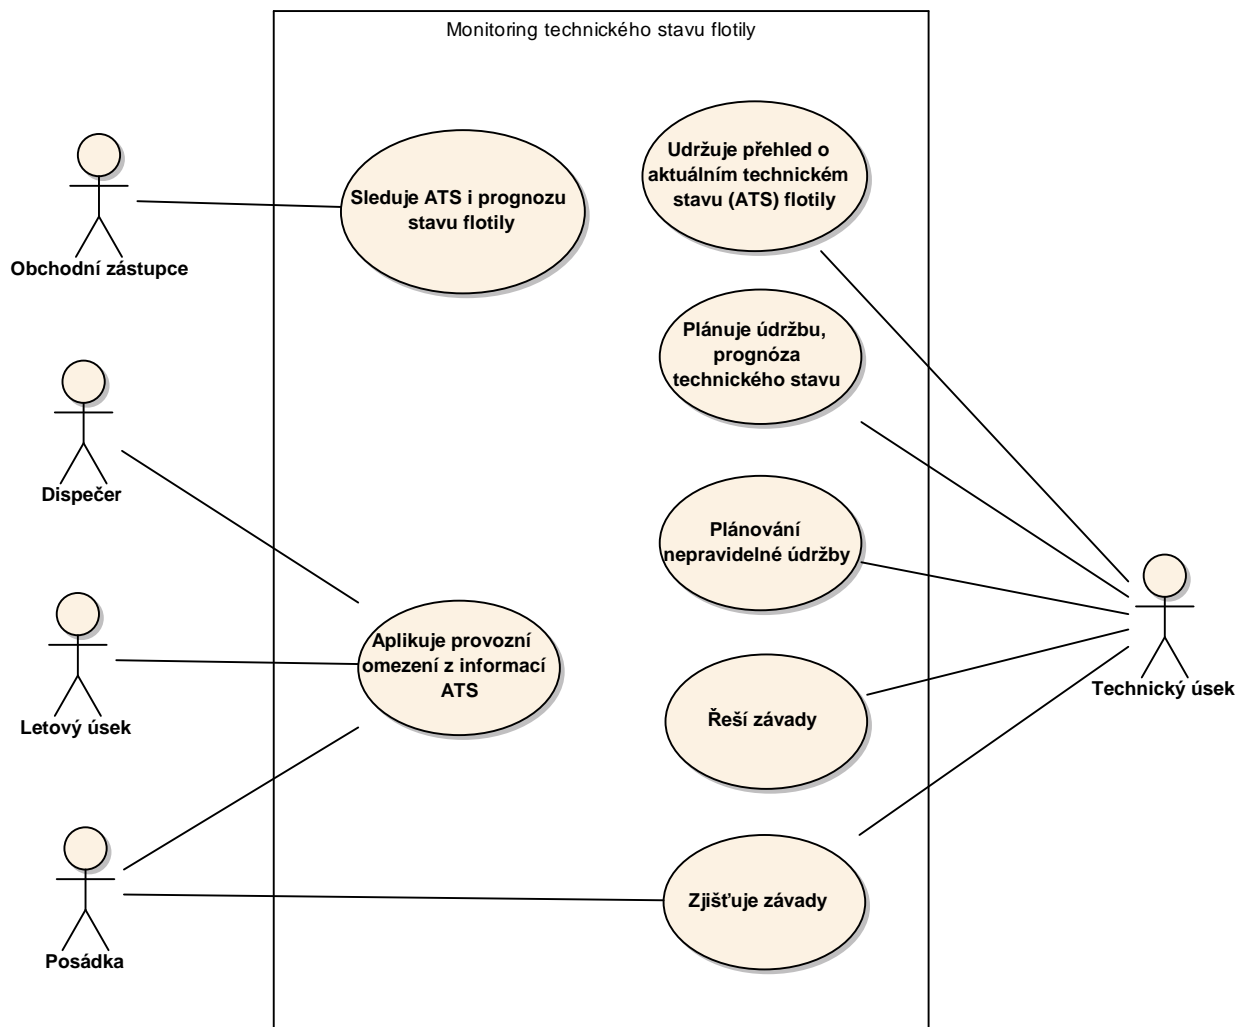 Monitoring technického stavu flotily
Obchodní zástupce
Sleduje ATS i prognozu
stavu flotily
Udržuje přehled o
aktuálním technickém
stavu (ATS) flotily
Plánuje údržbu,
prognóza
technického stavu
Dispečer
Plánování
nepravidelné údržby
Letový úsek
Aplikuje provozní
omezení z informací
ATS
Technický úsek
Řeší závady
Posádka
Zjišťuje závady